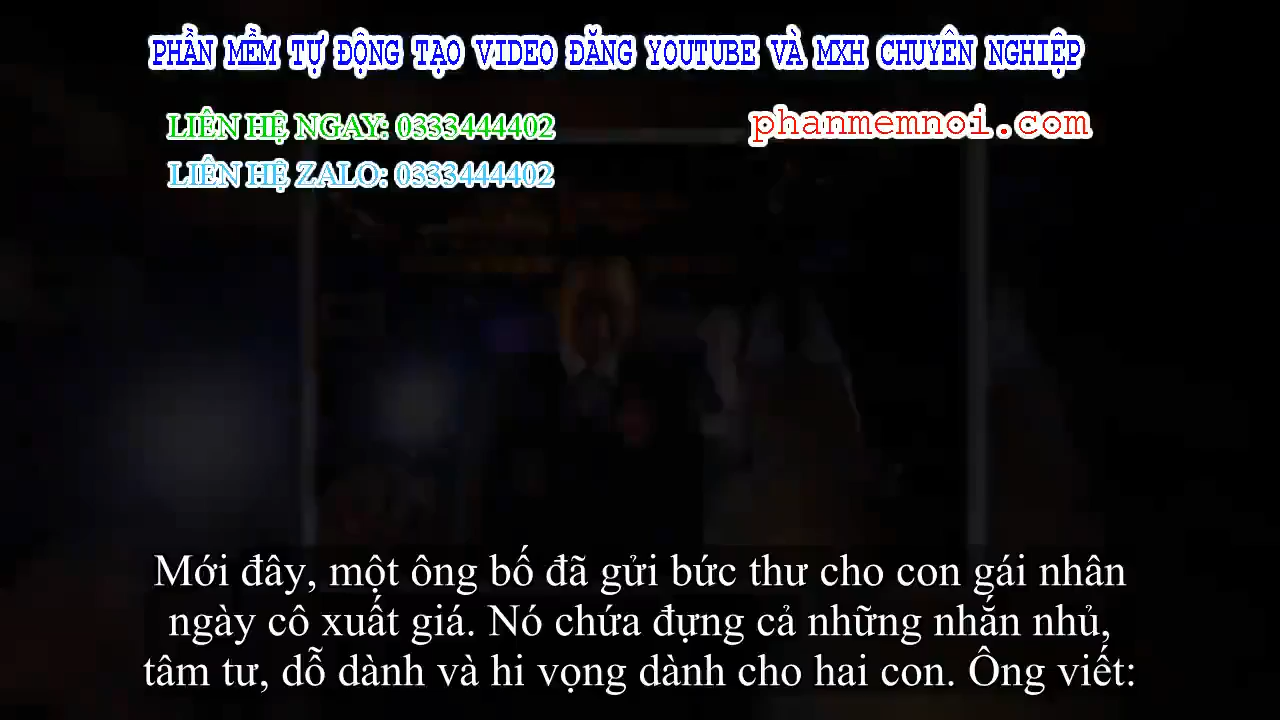 PHẦN MỀM TỰ ĐỘNG TẠO VIDEO ĐĂNG YOUTUBE VÀ MXH CHUYÊN NGHIỆP
LIÊN HỆ NGAY: 0333444402
phanmemnoi.com
LIÊN HỆ ZALO: 0333444402
Mới đây, một ông bố đã gửi bức thư cho con gái nhân
ngày cô xuất giá. Nó chứa đựng cả những nhắn nhủ,
tâm tư, dỗ dành và hi vọng dành cho hai con. Ông viết: